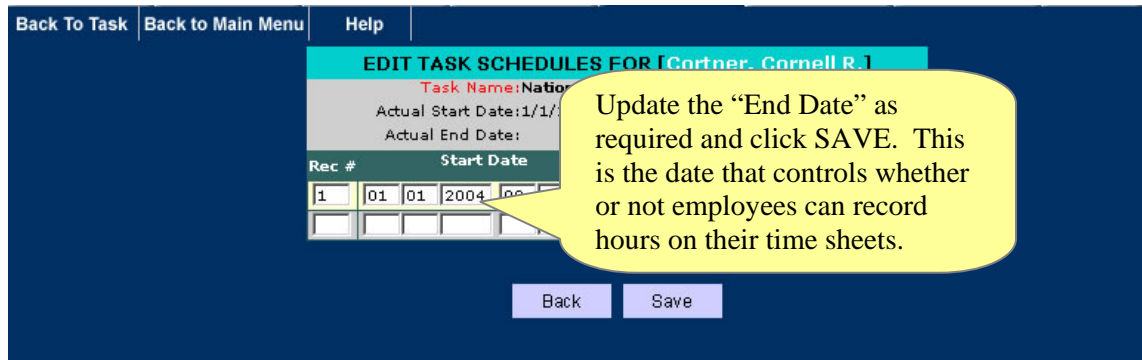 Back To Task Back to Main Menu Help
EDIT TASK SCHEDULES FOR [Cortner, Cornell R.]
Task Name:Nation
Actual Start Date:1/1/
Actual End Date:
Rec # Start Date
1 01 01 2004
Update the “End Date” as
required and click SAVE. This
is the date that controls whether
or not employees can record
hours on their time sheets.
Back Save